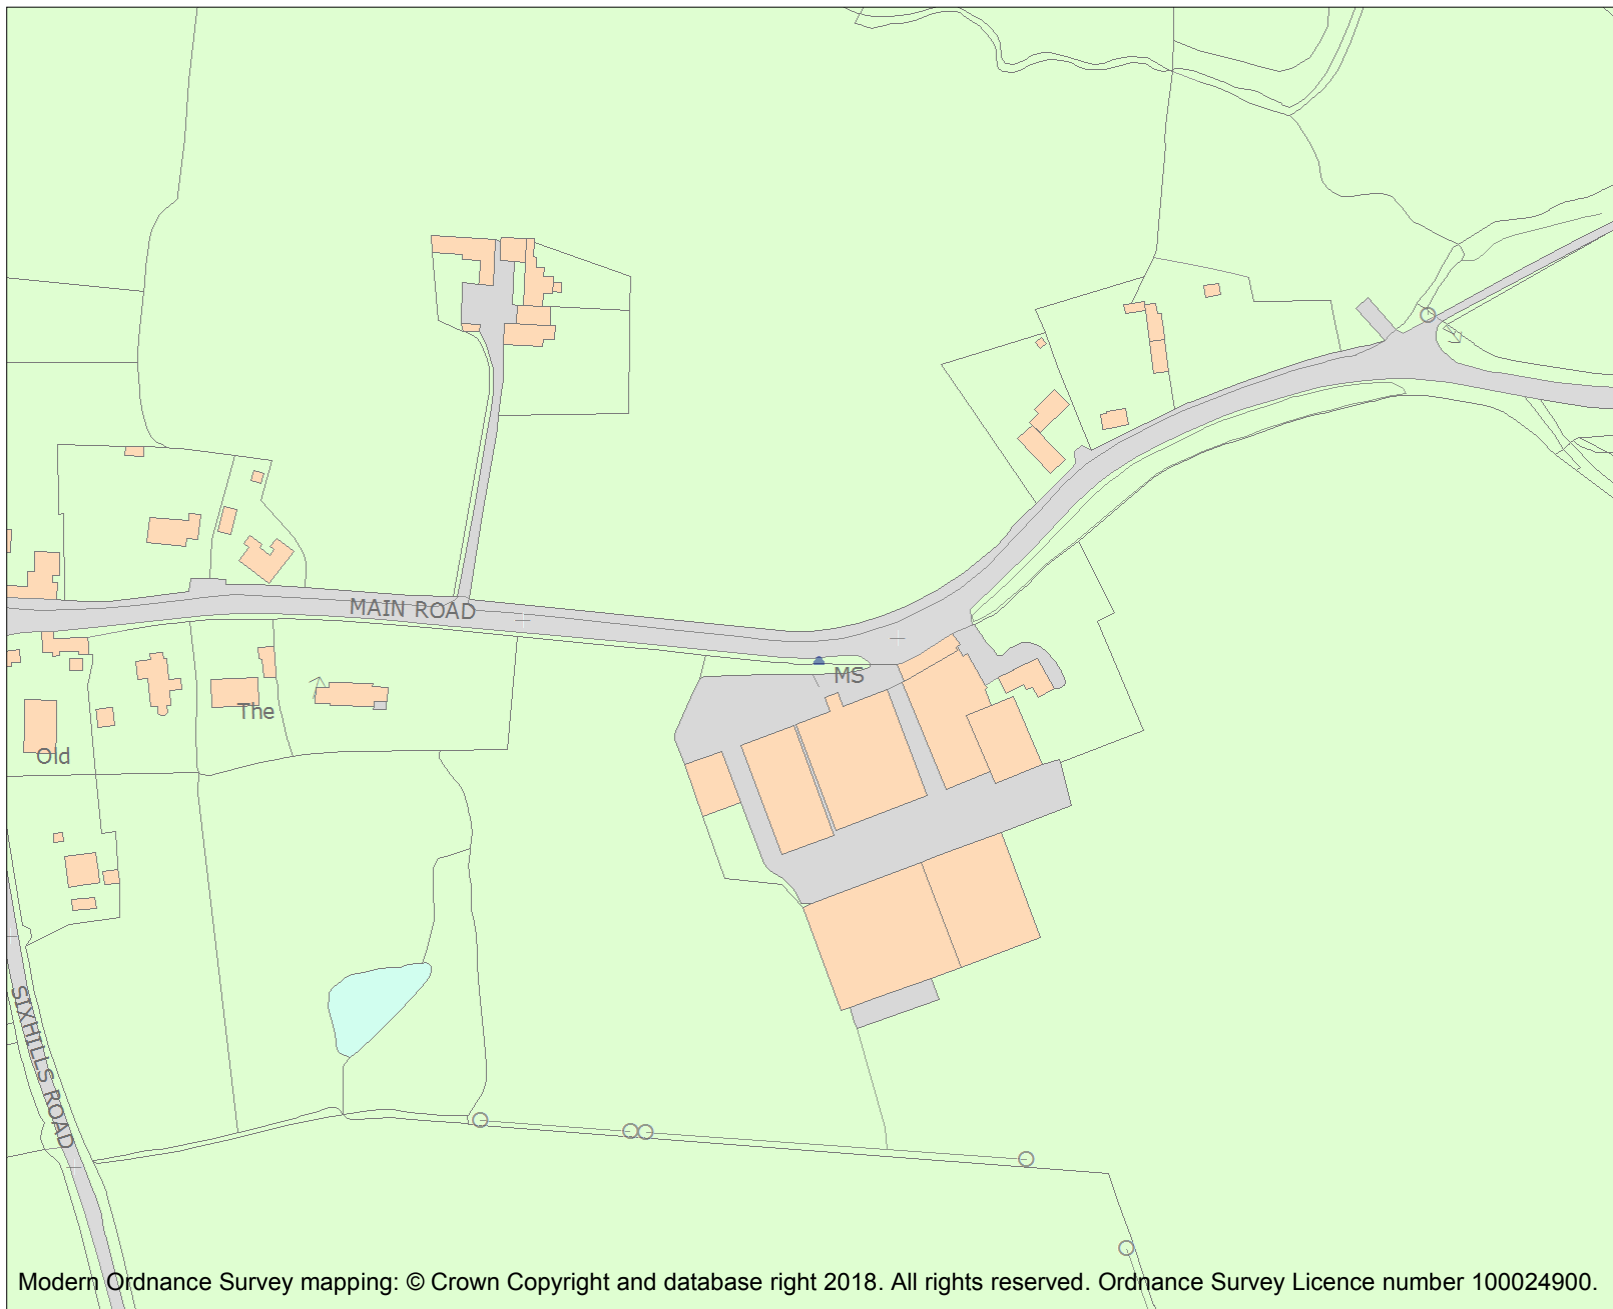 MAIN ROAD
MS
The
Old
SIXHILLS ROAD
Modern Ordnance Survey mapping: © Crown Copyright and database right 2018. All rights reserved. Ordnance Survey Licence number 100024900.